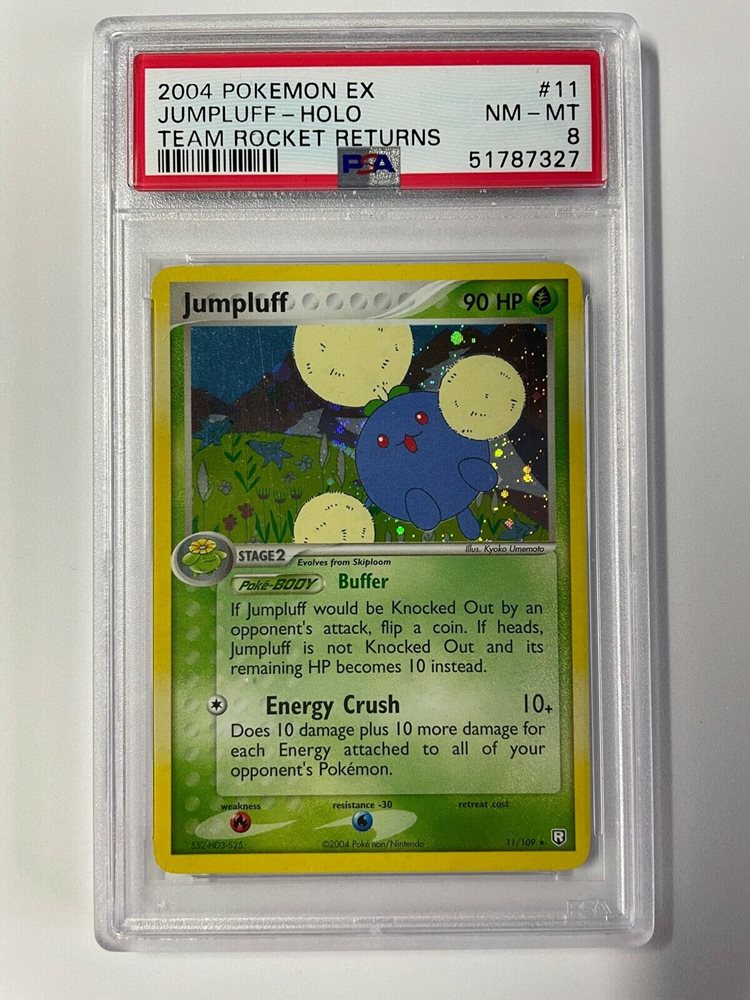 2004 POKEMON EX #11
JUMPLUFF - HOLO NM - MT
TEAM ROCKET RETURNS 8
PSA 51787327
Jumpluff 90 HP
Illus. Kyoko Umemoto
STAGE2 Evolves from Skiploom
Poké-BODY Buffer
If Jumpluff would be Knocked Out by an
opponent's attack, flip a coin. If heads,
Jumpluff is not Knocked Out and its
remaining HP becomes 10 instead.
Energy Crush 10+
Does 10 damage plus 10 more damage for
each Energy attached to all of your
opponent's Pokémon.
weakness resistance -30 retreat cost
552-HD3-525 ©2004 Pokémon/Nintendo 11/109 ★ R
PSA